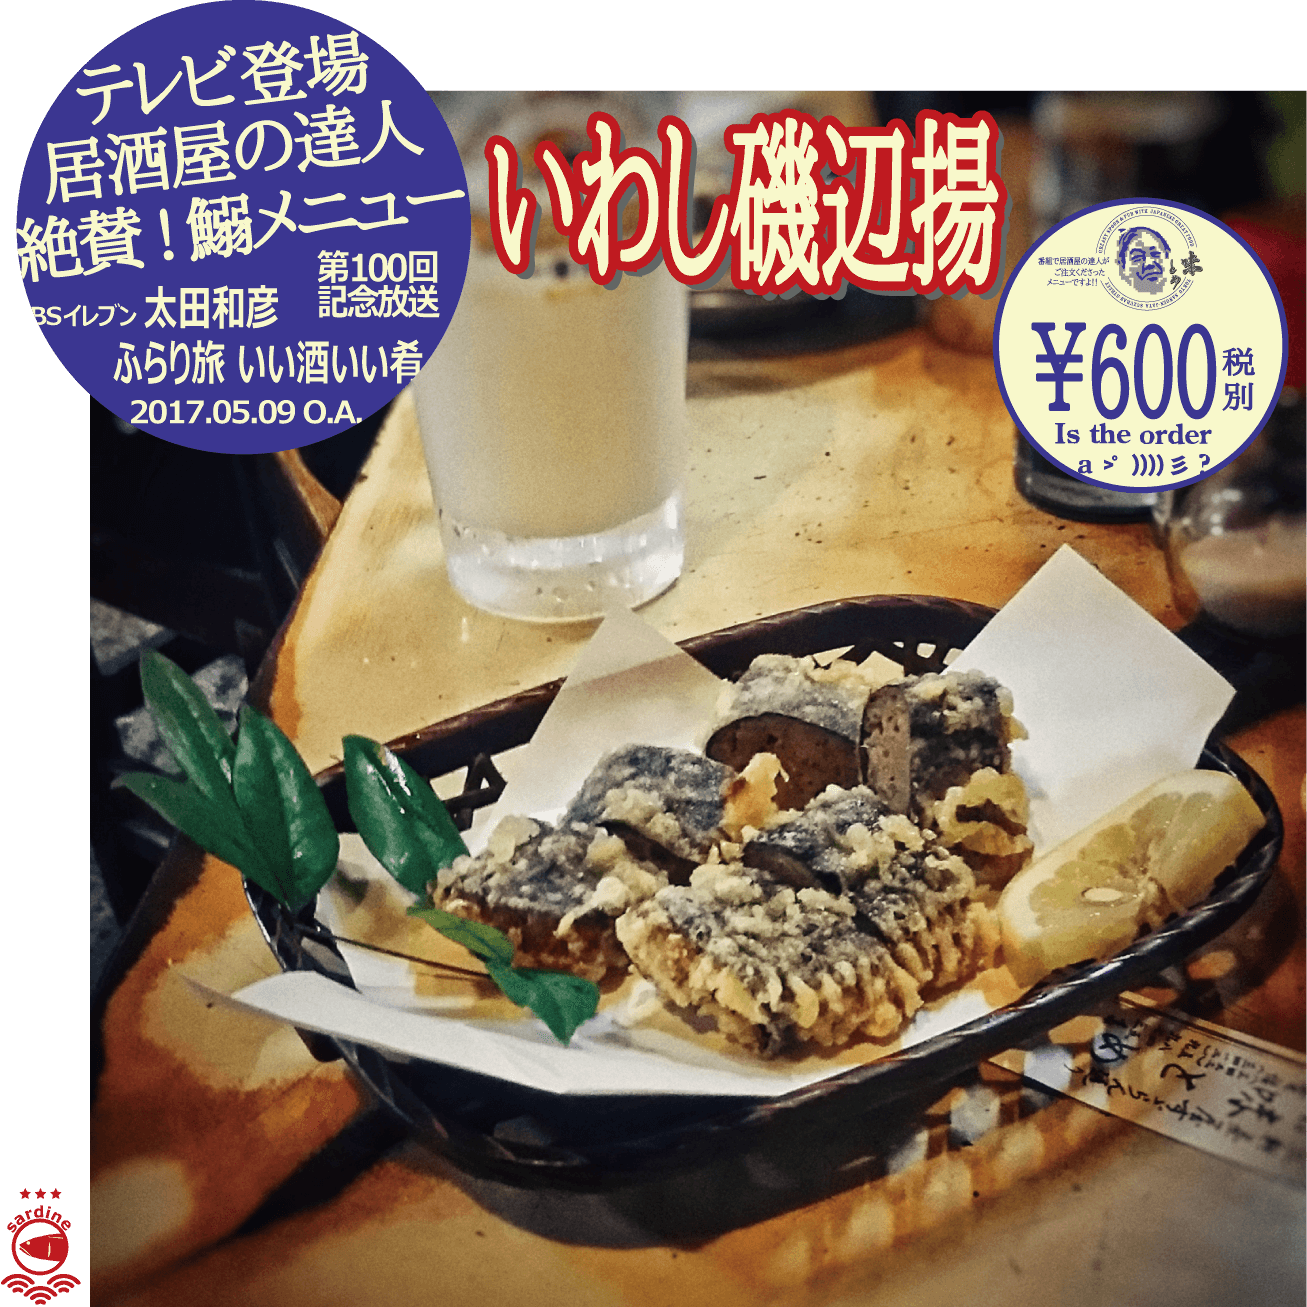 テレビ登場
居酒屋の達人
絶賛！鰯メニュー
第100回
記念放送
BSイレブン 太田和彦
ふらり旅 いい酒いい肴
2017.05.09 O.A.
いわし磯辺揚
番組で居酒屋の達人が
ご注文くださった
メニューですよ!!
¥600税別
Is the order
a
sardine